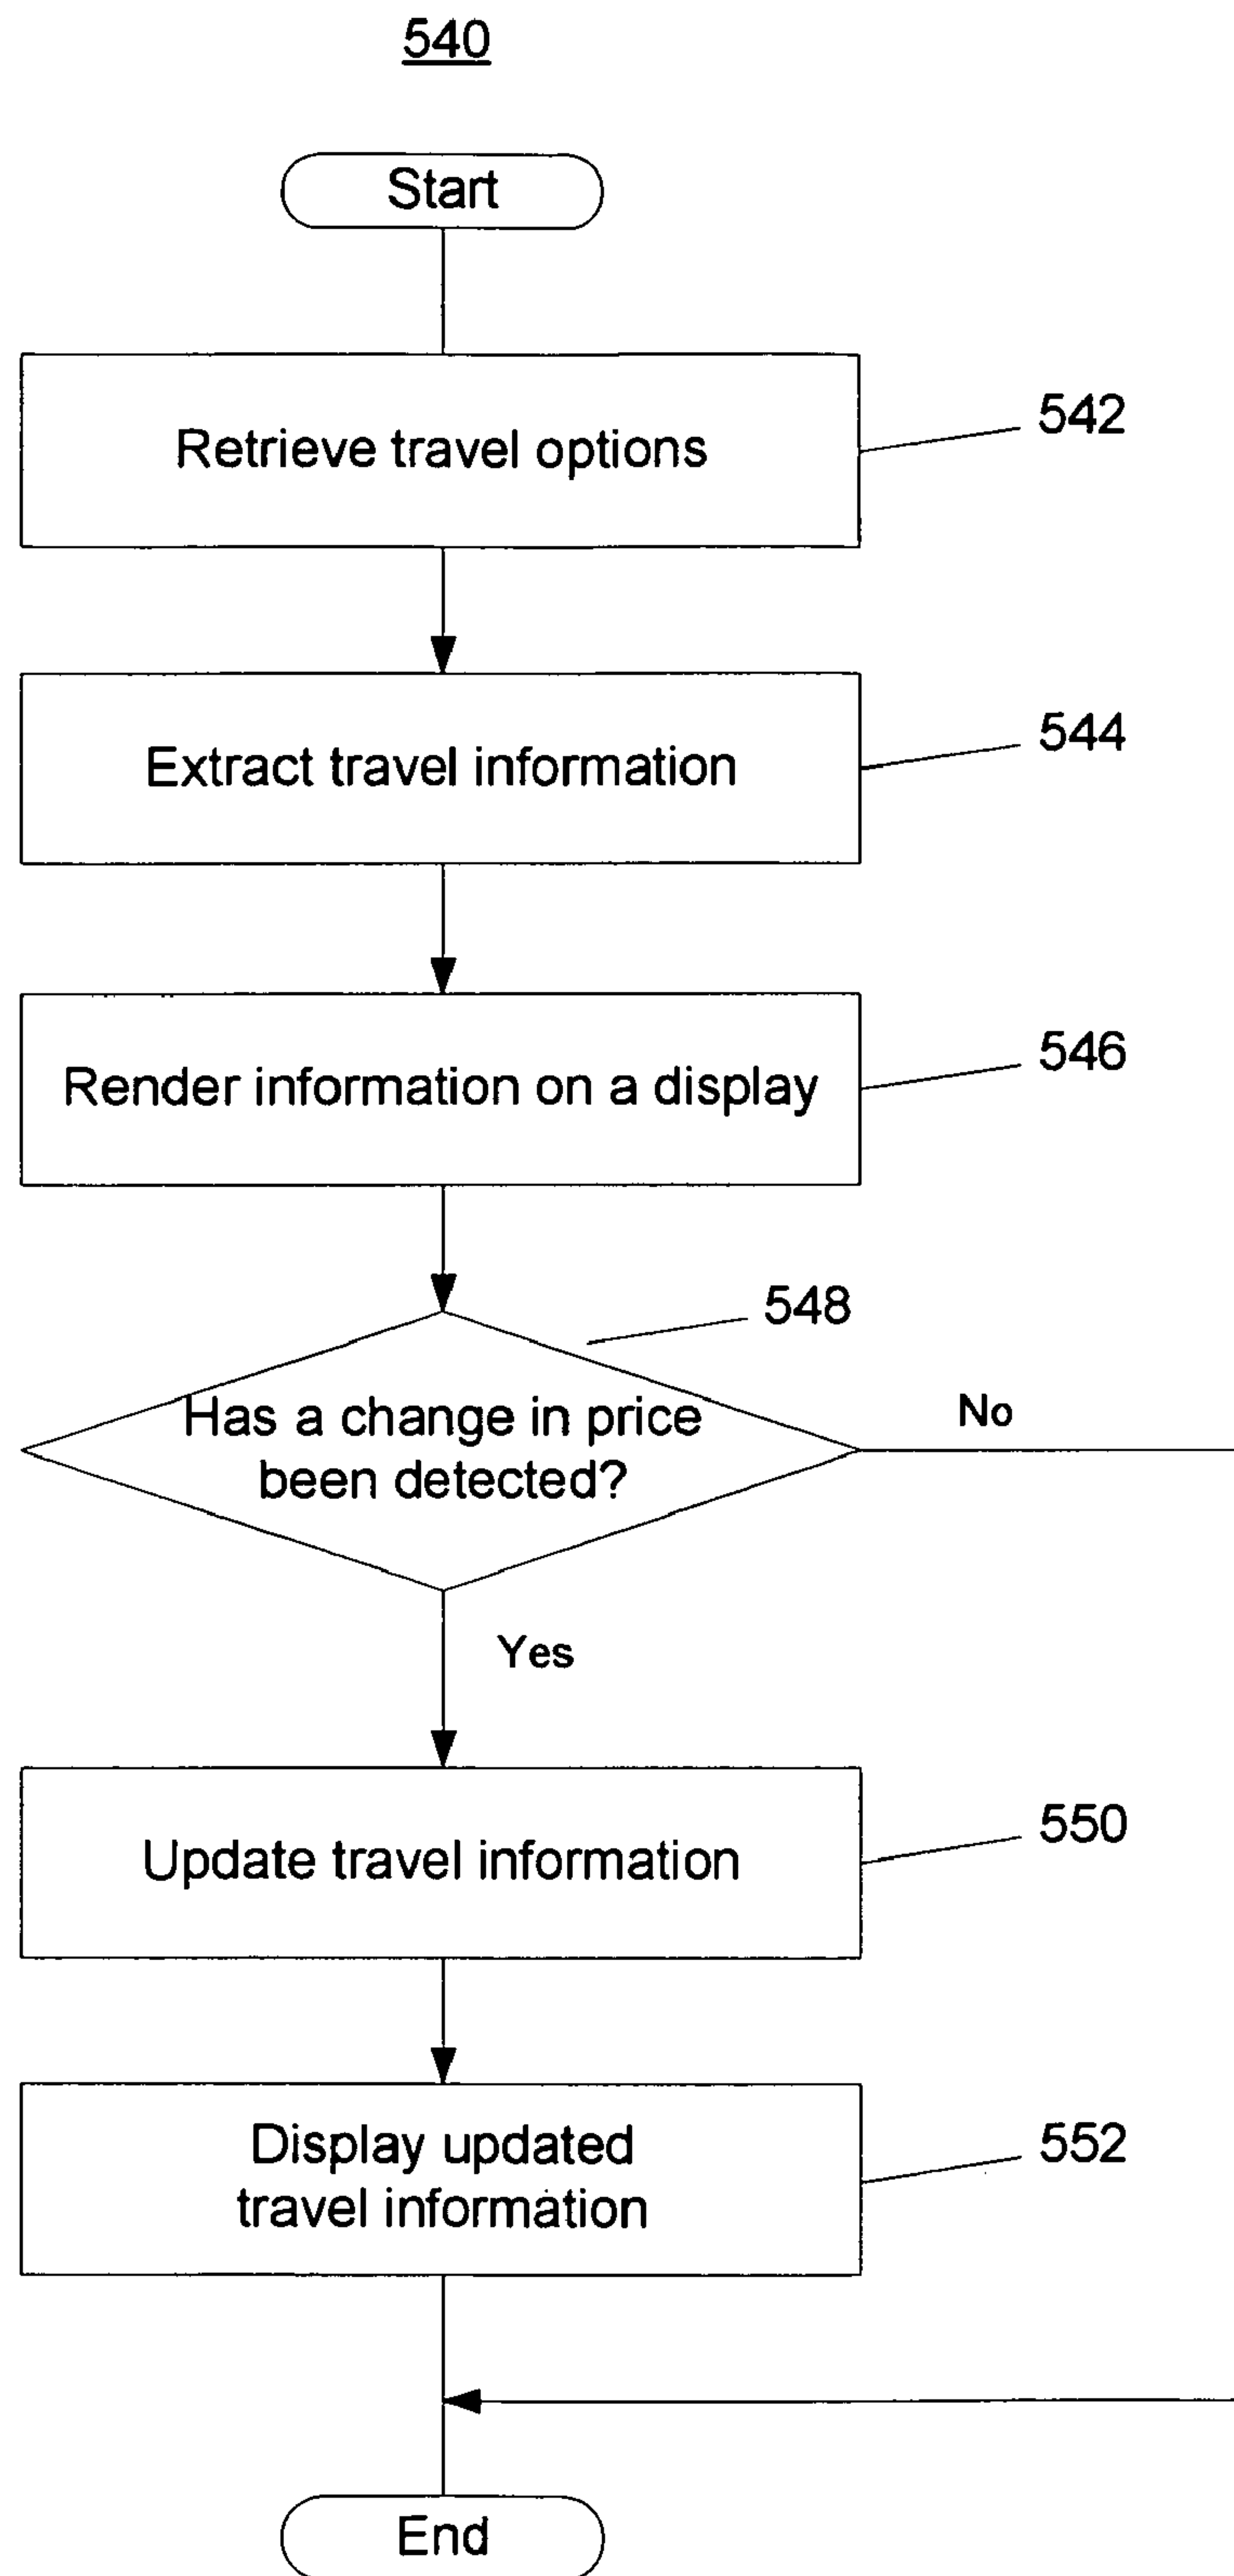 540
Start
Retrieve travel options
542
Extract travel information
544
Render information on a display
546
548
Has a change in price
been detected?
No
Yes
Update travel information
550
Display updated
travel information
552
End